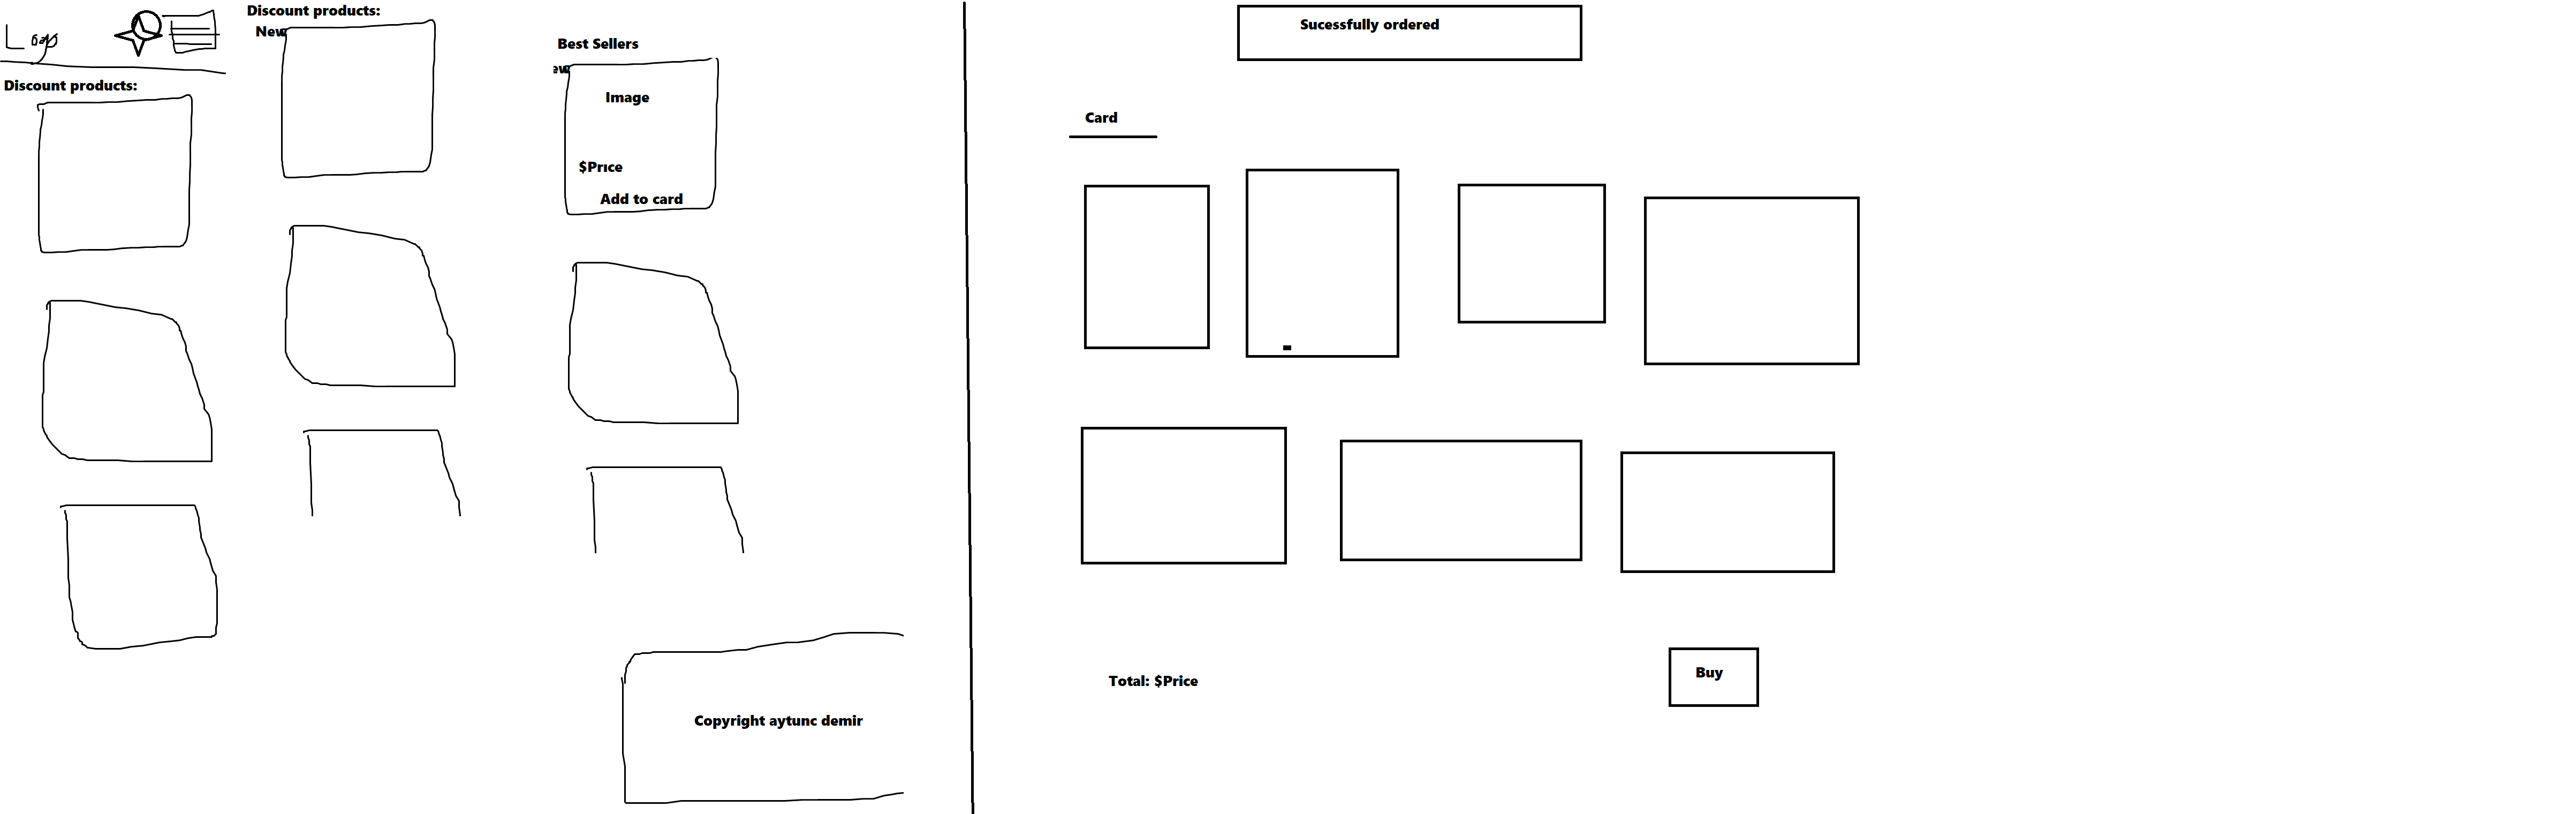 Logo
Discount products:
Discount products:
New
Best Sellers
ew
Image
$Price
Add to card
Copyright aytunc demir
Sucessfully ordered
Card
Total: $Price
Buy